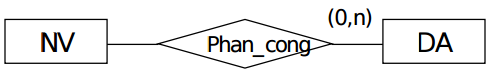 (0,n)
NV
Phan_cong
DA